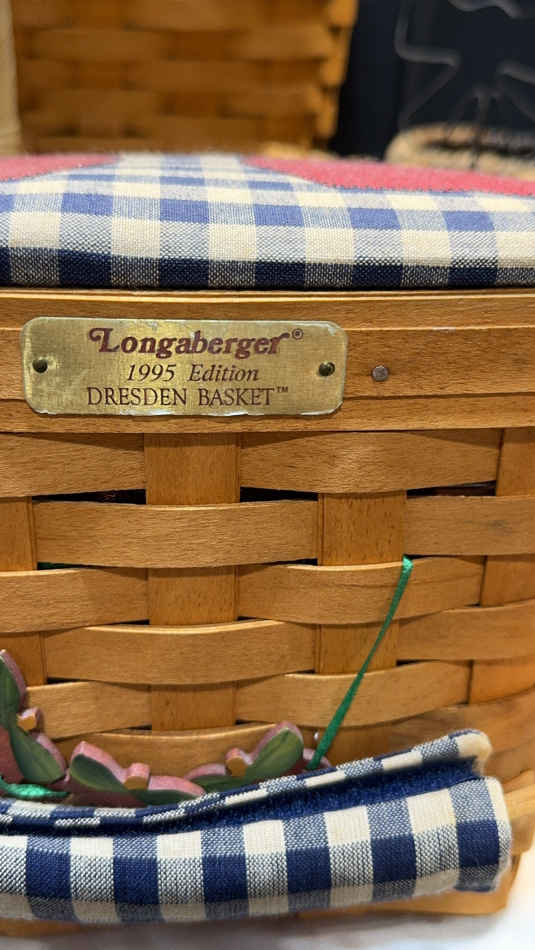 Longaberger®
1995 Edition
DRESDEN BASKET™